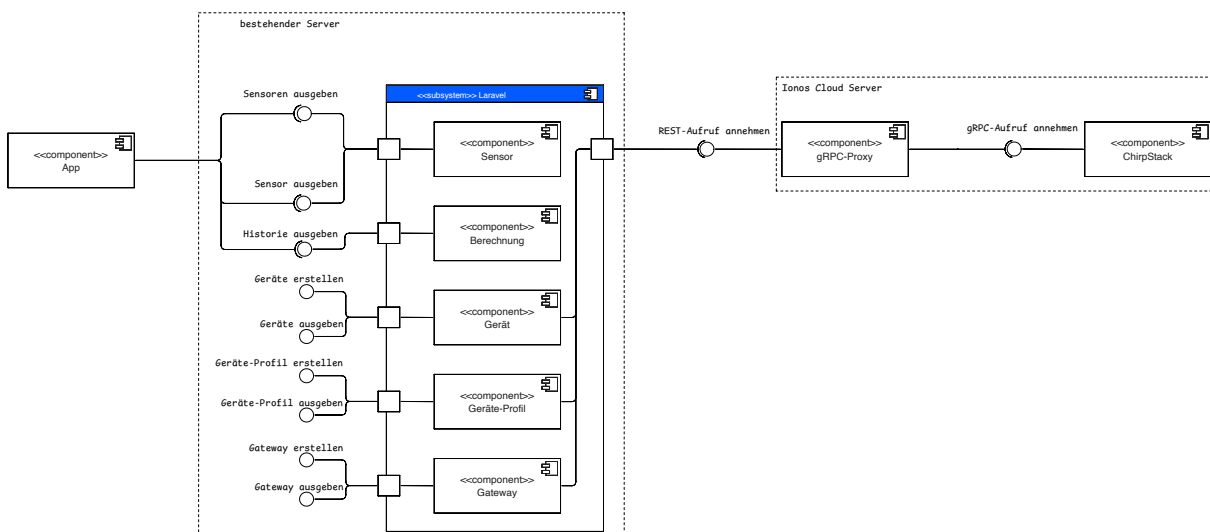 bestehender Server
Sensoren ausgeben
<<subsystem>> Laravel
Ionos Cloud Server
<<component>>
App
<<component>>
Sensor
REST-Aufruf annehmen
<<component>>
gRPC-Proxy
gRPC-Aufruf annehmen
<<component>>
ChirpStack
Sensor ausgeben
Historie ausgeben
<<component>>
Berechnung
Geräte erstellen
Geräte ausgeben
<<component>>
Gerät
Geräte-Profil erstellen
Geräte-Profil ausgeben
<<component>>
Geräte-Profil
Gateway erstellen
Gateway ausgeben
<<component>>
Gateway